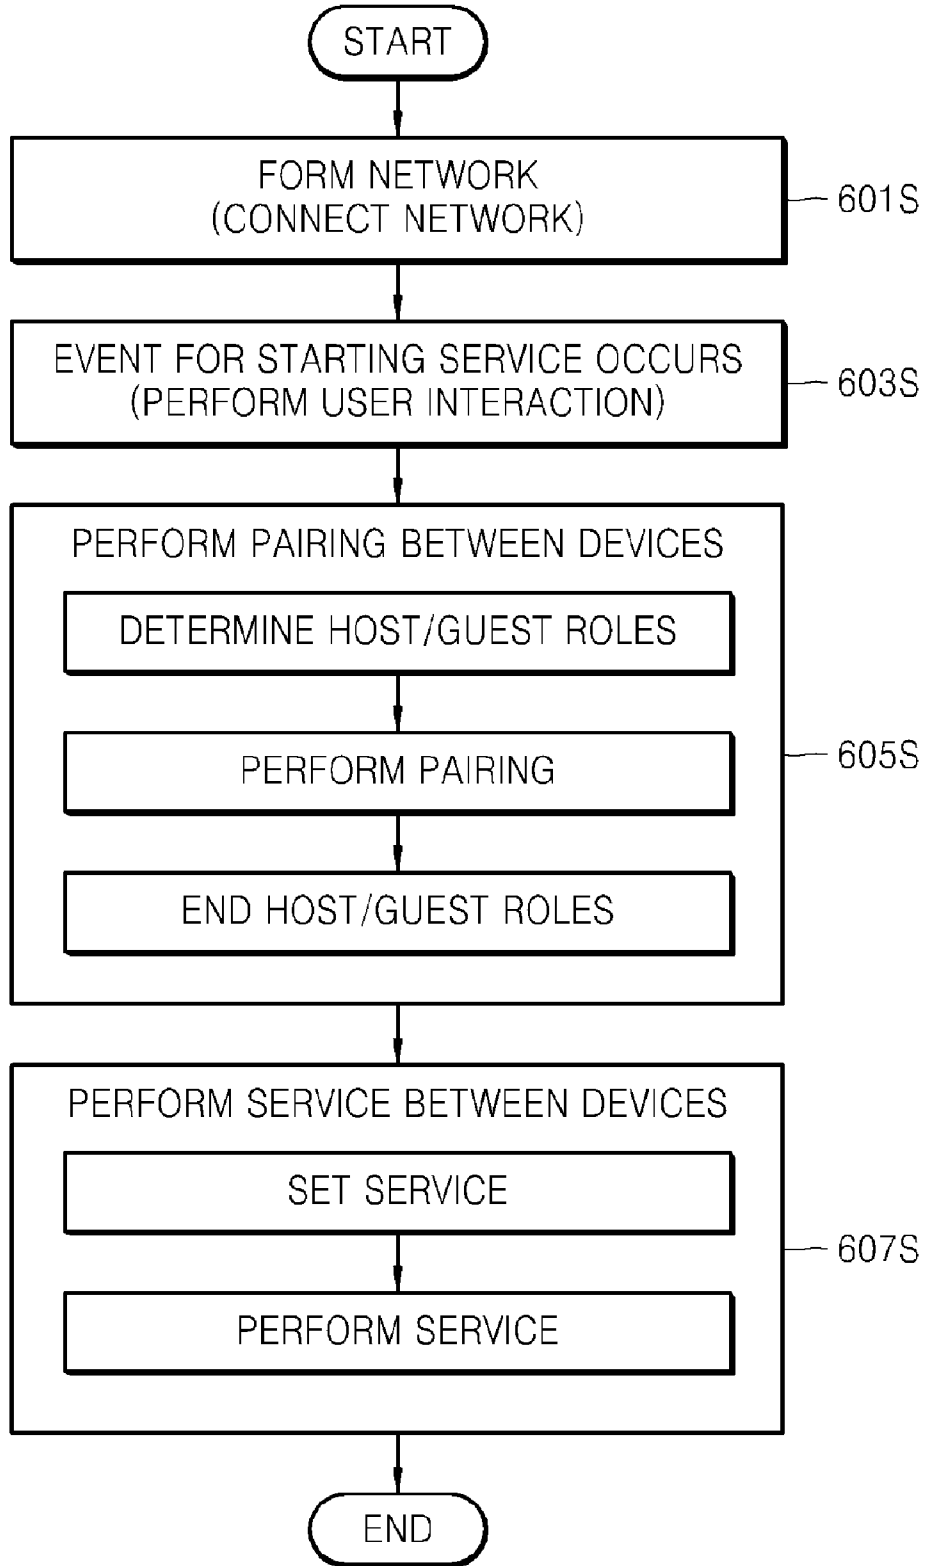 START
FORM NETWORK
(CONNECT NETWORK)
601S
EVENT FOR STARTING SERVICE OCCURS
(PERFORM USER INTERACTION)
603S
PERFORM PAIRING BETWEEN DEVICES
DETERMINE HOST/GUEST ROLES
PERFORM PAIRING
605S
END HOST/GUEST ROLES
PERFORM SERVICE BETWEEN DEVICES
SET SERVICE
607S
PERFORM SERVICE
END